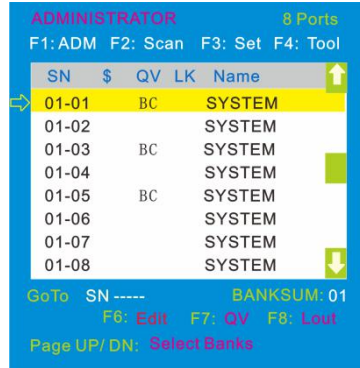 ADMINISTRATOR 8 Ports
F1: ADM F2: Scan F3: Set F4: Tool
SN $ QV LK Name
01-01 BC SYSTEM
01-02 SYSTEM
01-03 BC SYSTEM
01-04 SYSTEM
01-05 BC SYSTEM
01-06 SYSTEM
01-07 SYSTEM
01-08 SYSTEM
GoTo SN ----- BANKSUM: 01
F6: Edit F7: QV F8: Lout
Page UP/ DN: Select Banks